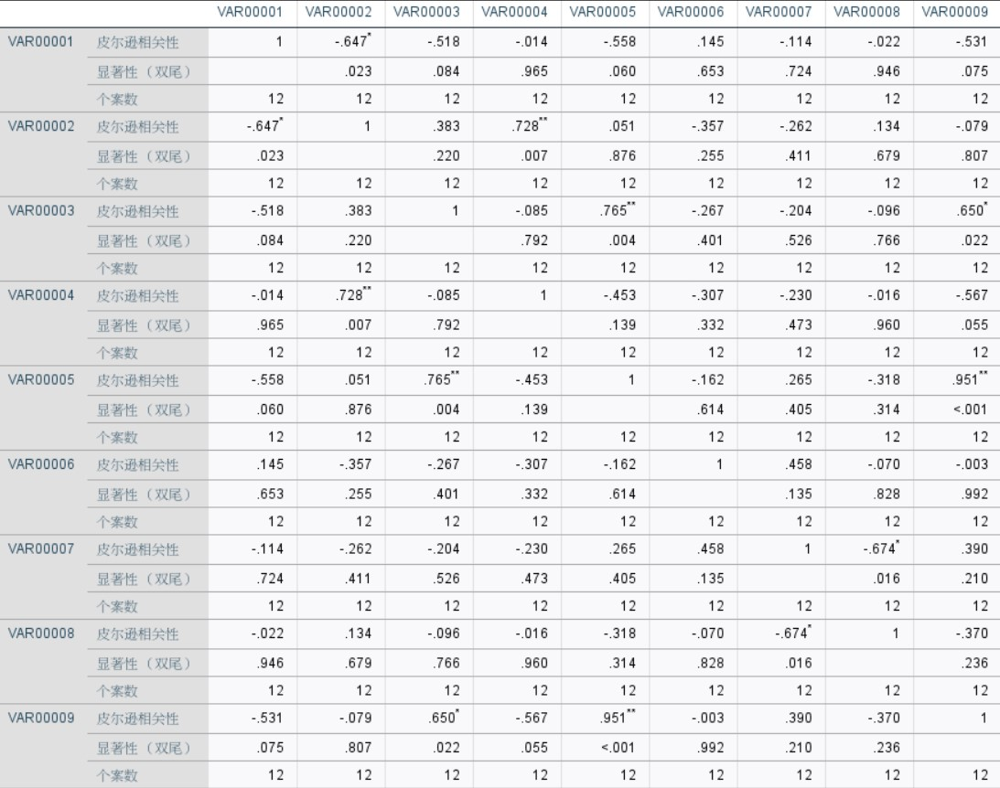 VAR00001 VAR00002 VAR00003 VAR00004 VAR00005 VAR00006 VAR00007 VAR00008 VAR00009
VAR00001 皮尔逊相关性 1 -.647* -.518 -.014 -.558 .145 -.114 -.022 -.531
显著性（双尾） .023 .084 .965 .060 .653 .724 .946 .075
个案数 12 12 12 12 12 12 12 12 12
VAR00002 皮尔逊相关性 -.647* 1 .383 .728** .051 -.357 -.262 .134 -.079
显著性（双尾） .023 .220 .007 .876 .255 .411 .679 .807
个案数 12 12 12 12 12 12 12 12 12
VAR00003 皮尔逊相关性 -.518 .383 1 -.085 .765** -.267 -.204 -.096 .650*
显著性（双尾） .084 .220 .792 .004 .401 .526 .766 .022
个案数 12 12 12 12 12 12 12 12 12
VAR00004 皮尔逊相关性 -.014 .728** -.085 1 -.453 -.307 -.230 -.016 -.567
显著性（双尾） .965 .007 .792 .139 .332 .473 .960 .055
个案数 12 12 12 12 12 12 12 12 12
VAR00005 皮尔逊相关性 -.558 .051 .765** -.453 1 -.162 .265 -.318 .951**
显著性（双尾） .060 .876 .004 .139 .614 .405 .314 <.001
个案数 12 12 12 12 12 12 12 12 12
VAR00006 皮尔逊相关性 .145 -.357 -.267 -.307 -.162 1 .458 -.070 -.003
显著性（双尾） .653 .255 .401 .332 .614 .135 .828 .992
个案数 12 12 12 12 12 12 12 12 12
VAR00007 皮尔逊相关性 -.114 -.262 -.204 -.230 .265 .458 1 -.674* .390
显著性（双尾） .724 .411 .526 .473 .405 .135 .016 .210
个案数 12 12 12 12 12 12 12 12 12
VAR00008 皮尔逊相关性 -.022 .134 -.096 -.016 -.318 -.070 -.674* 1 -.370
显著性（双尾） .946 .679 .766 .960 .314 .828 .016 .236
个案数 12 12 12 12 12 12 12 12 12
VAR00009 皮尔逊相关性 -.531 -.079 .650* -.567 .951** -.003 .390 -.370 1
显著性（双尾） .075 .807 .022 .055 <.001 .992 .210 .236
个案数 12 12 12 12 12 12 12 12 12